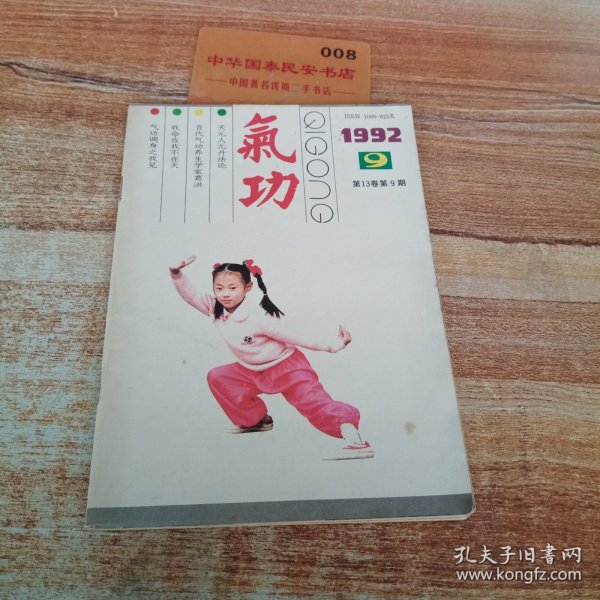 008
中华国泰民安书店
中国著名优质二手书店
ISSN 1000-822X
1992
9
第13卷第9期
QIGONG
氣功
天元人元丹法论
晋代气功养生学家葛洪
我命在我不在天
气功调身之我见
孔夫子旧书网
www.kongfz.com